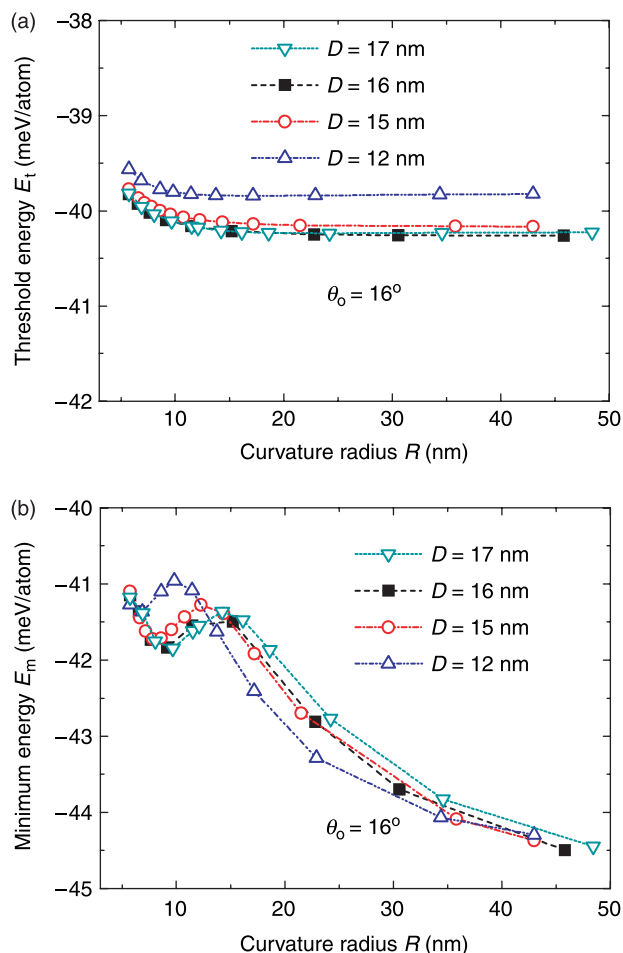 (a)
−38
−39
−40
−41
−42
Threshold energy Et (meV/atom)
D = 17 nm
D = 16 nm
D = 15 nm
D = 12 nm
θo = 16o
10 20 30 40 50
Curvature radius R (nm)
(b)
−40
−41
−42
−43
−44
−45
Minimum energy Em (meV/atom)
D = 17 nm
D = 16 nm
D = 15 nm
D = 12 nm
θo = 16o
10 20 30 40 50
Curvature radius R (nm)